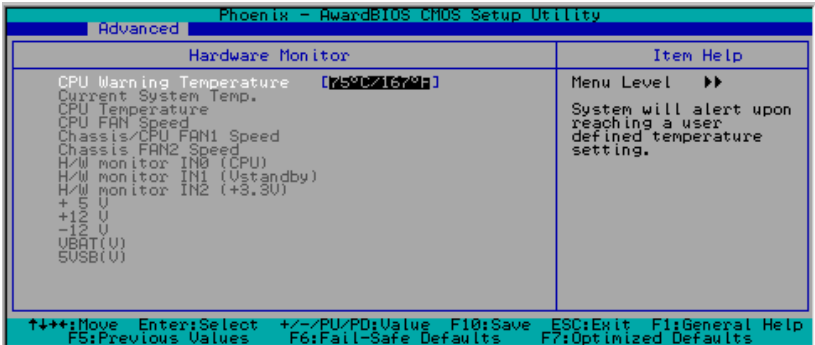 Phoenix - AwardBIOS CMOS Setup Utility
Advanced
Hardware Monitor
Item Help
CPU Warning Temperature [75°C/167°F]
Current System Temp.
CPU Temperature
CPU FAN Speed
Chassis/CPU FAN1 Speed
Chassis FAN2 Speed
H/W monitor IN0 (CPU)
H/W monitor IN1 (Vstandby)
H/W monitor IN2 (+3.3V)
+ 5 V
+12 V
-12 V
VBAT(V)
5VSB(V)
Menu Level ▶▶
System will alert upon
reaching a user
defined temperature
setting.
↑↓→←:Move Enter:Select +/-/PU/PD:Value F10:Save ESC:Exit F1:General Help
F5:Previous Values F6:Fail-Safe Defaults F7:Optimized Defaults